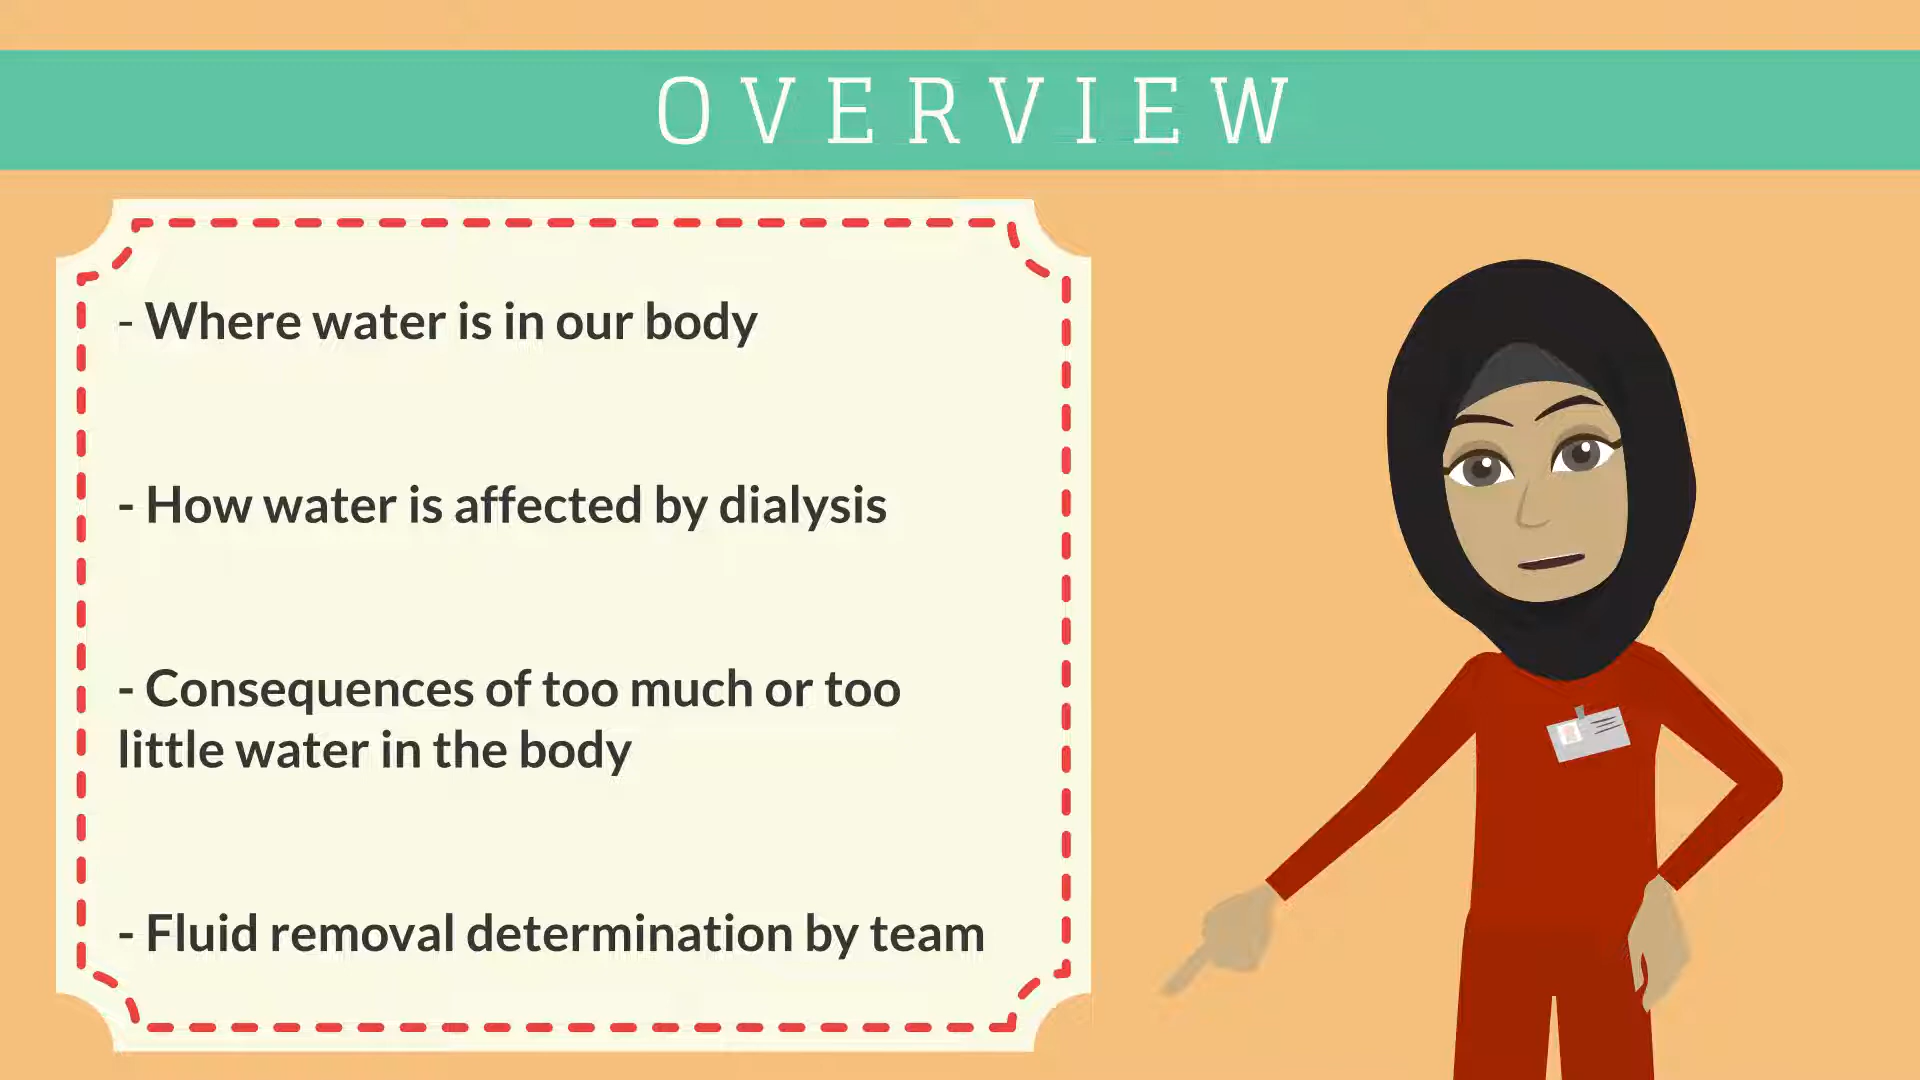 OVERVIEW
- Where water is in our body
- How water is affected by dialysis
- Consequences of too much or too
little water in the body
- Fluid removal determination by team